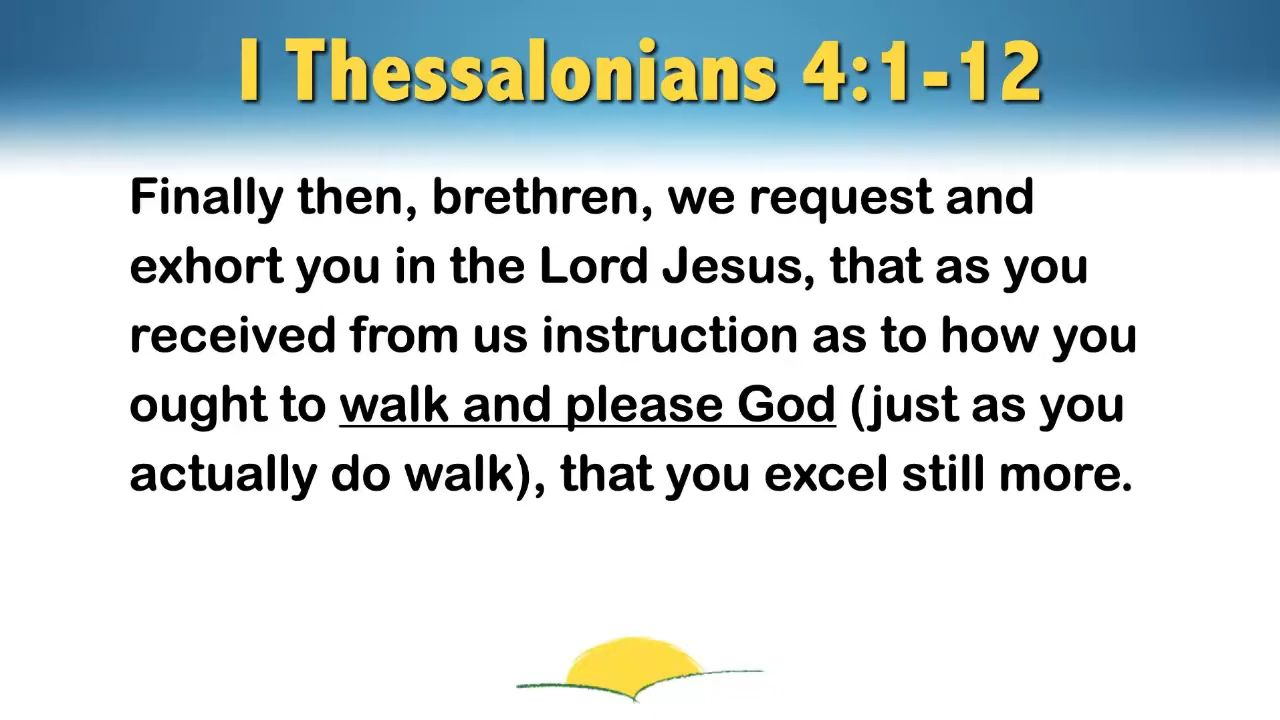 I Thessalonians 4:1-12
Finally then, brethren, we request and
exhort you in the Lord Jesus, that as you
received from us instruction as to how you
ought to walk and please God (just as you
actually do walk), that you excel still more.